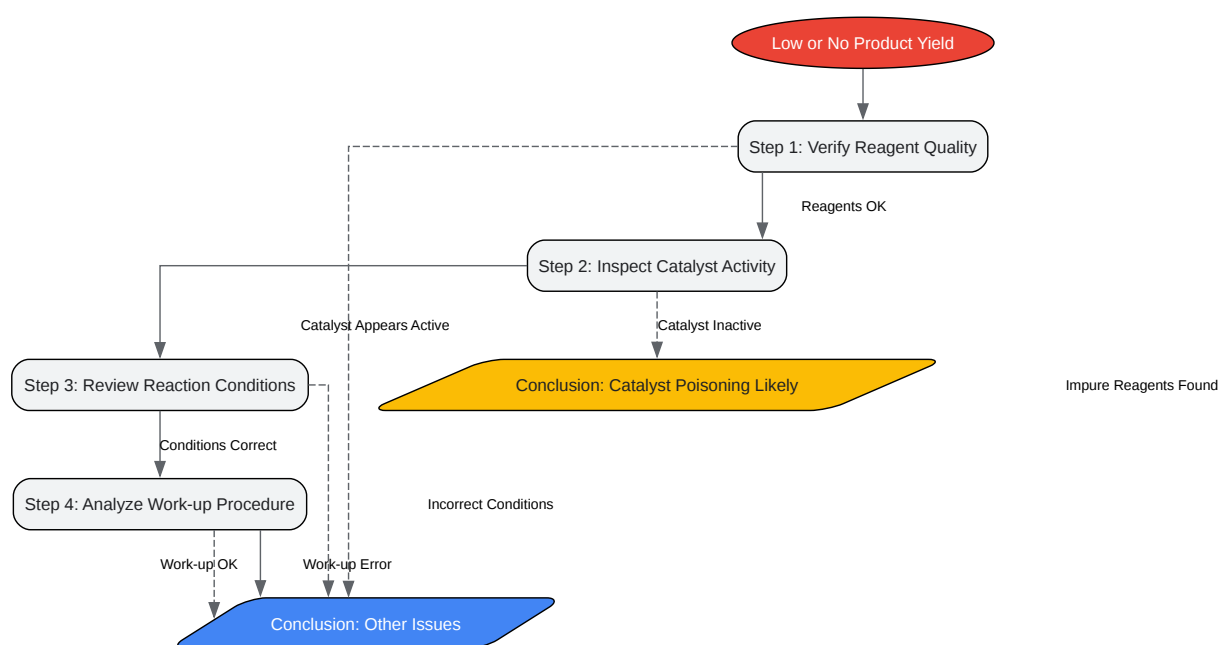 Low or No Product Yield
Step 1: Verify Reagent Quality
Reagents OK
Step 2: Inspect Catalyst Activity
Catalyst Appears Active
Catalyst Inactive
Step 3: Review Reaction Conditions
Conclusion: Catalyst Poisoning Likely
Impure Reagents Found
Conditions Correct
Step 4: Analyze Work-up Procedure
Incorrect Conditions
Work-up OK
Work-up Error
Conclusion: Other Issues